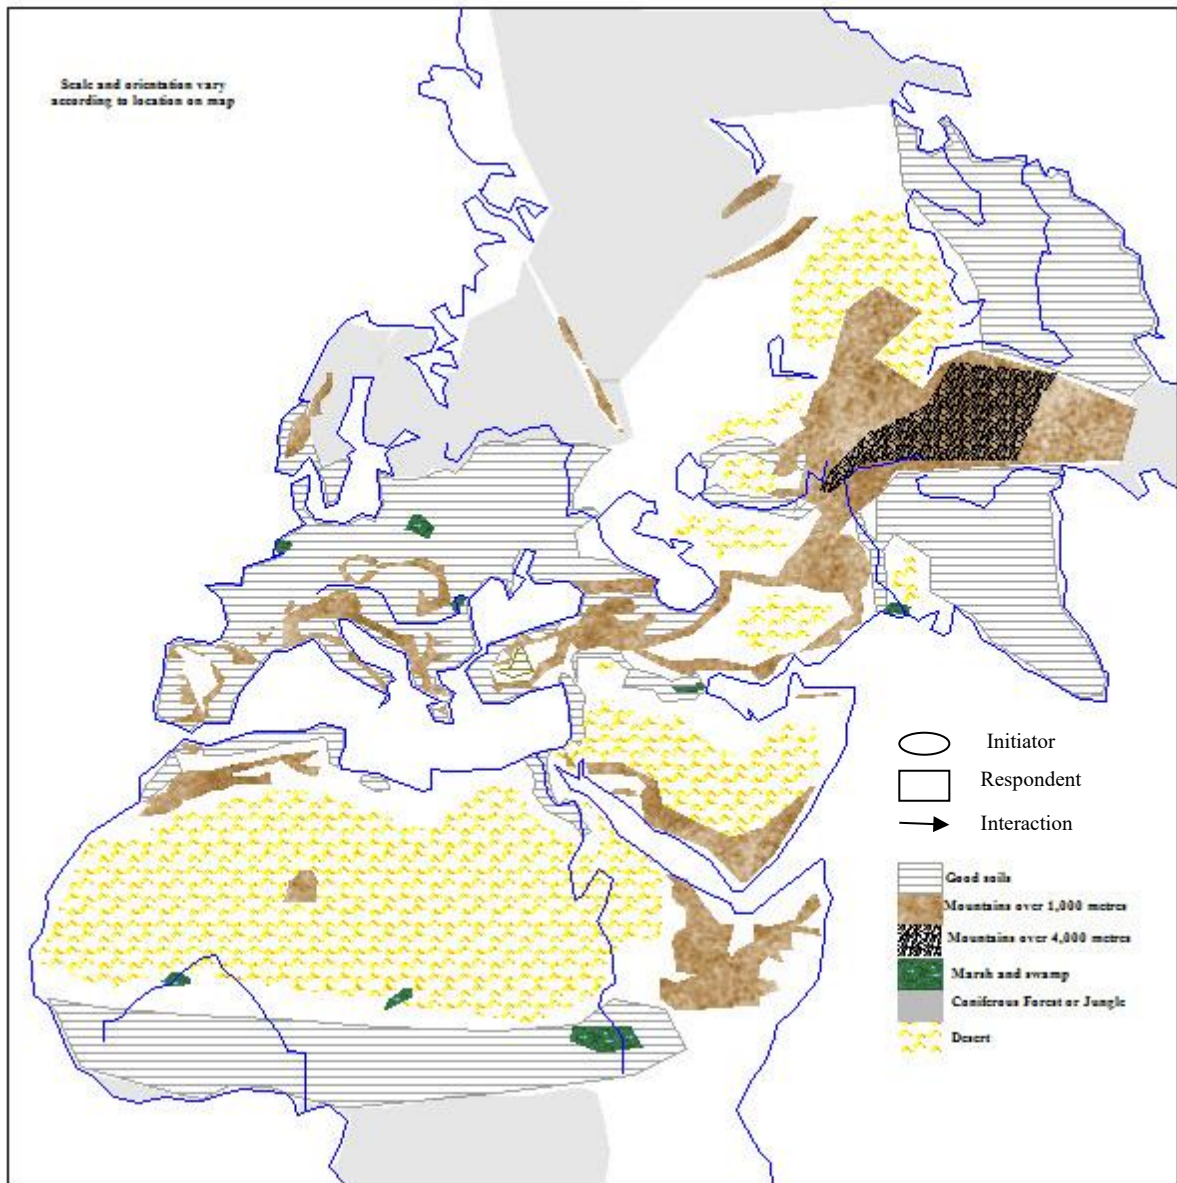 Scale and orientation vary
according to location on map
Initiator
Respondent
Interaction
Good soils
Mountains over 1,000 metres
Mountains over 4,000 metres
Marsh and swamp
Coniferous Forest or Jungle
Desert